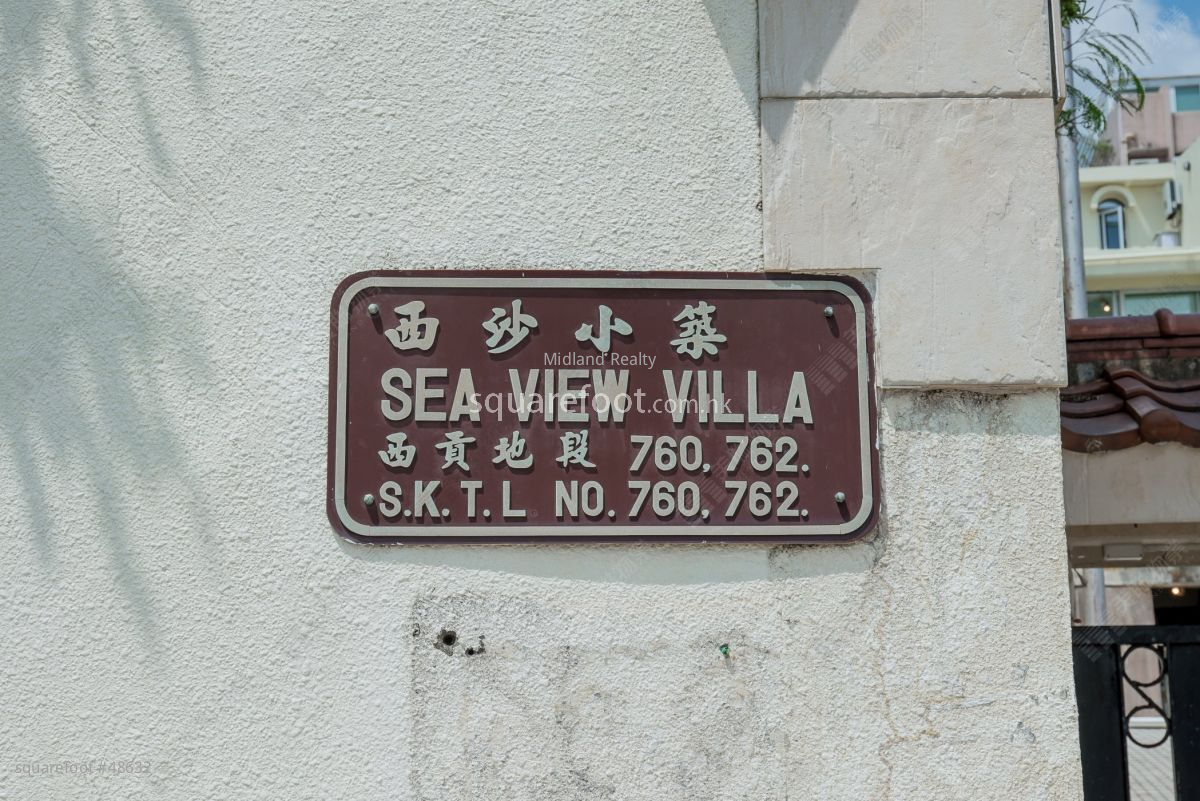 西沙小築
Midland Realty
SEA VIEW VILLA
squarefoot.com.hk
西貢地段 760, 762.
S.K.T.L NO. 760, 762.
squarefoot #48632